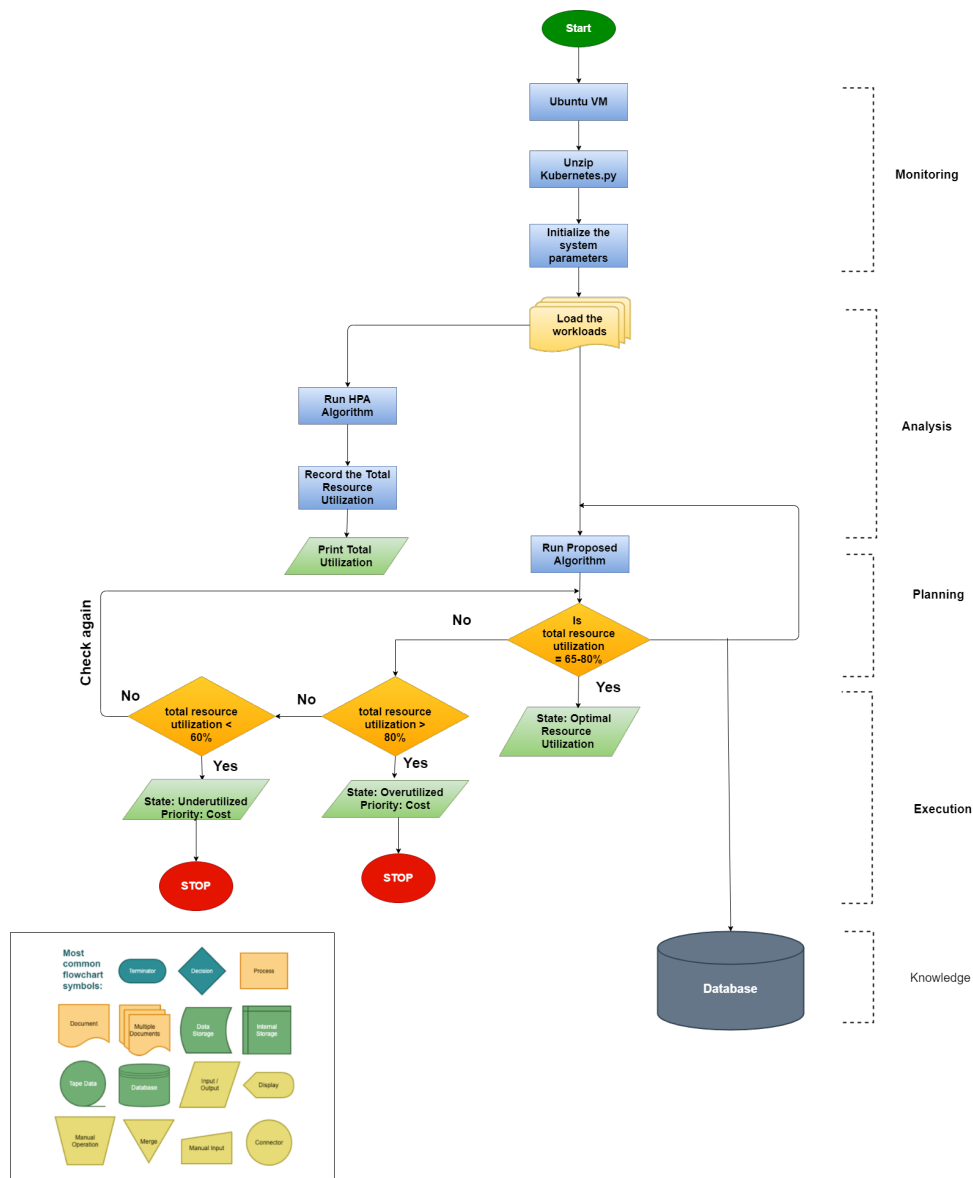 Start
Ubuntu VM
Monitoring
Unzip
Kubernetes.py
Initialize the
system
parameters
Load the
workloads
Run HPA
Algorithm
Analysis
Record the Total
Resource
Utilization
Print Total
Utilization
Run Proposed
Algorithm
Planning
Check again
No
Is
total resource
utilization
= 65-80%
Yes
No
total resource
utilization <
60%
No
total resource
utilization >
80%
State: Optimal
Resource
Utilization
Yes
Yes
State: Underutilized
Priority: Cost
State: Overutilized
Priority: Cost
Execution
STOP
STOP
Most
common
flowchart
symbols:
Terminator
Decision
Process
Database
Knowledge
Document
Multiple
Documents
Data
Storage
Internal
Storage
Tape Data
Database
Input /
Output
Display
Manual
Operation
Merge
Manual Input
Connector